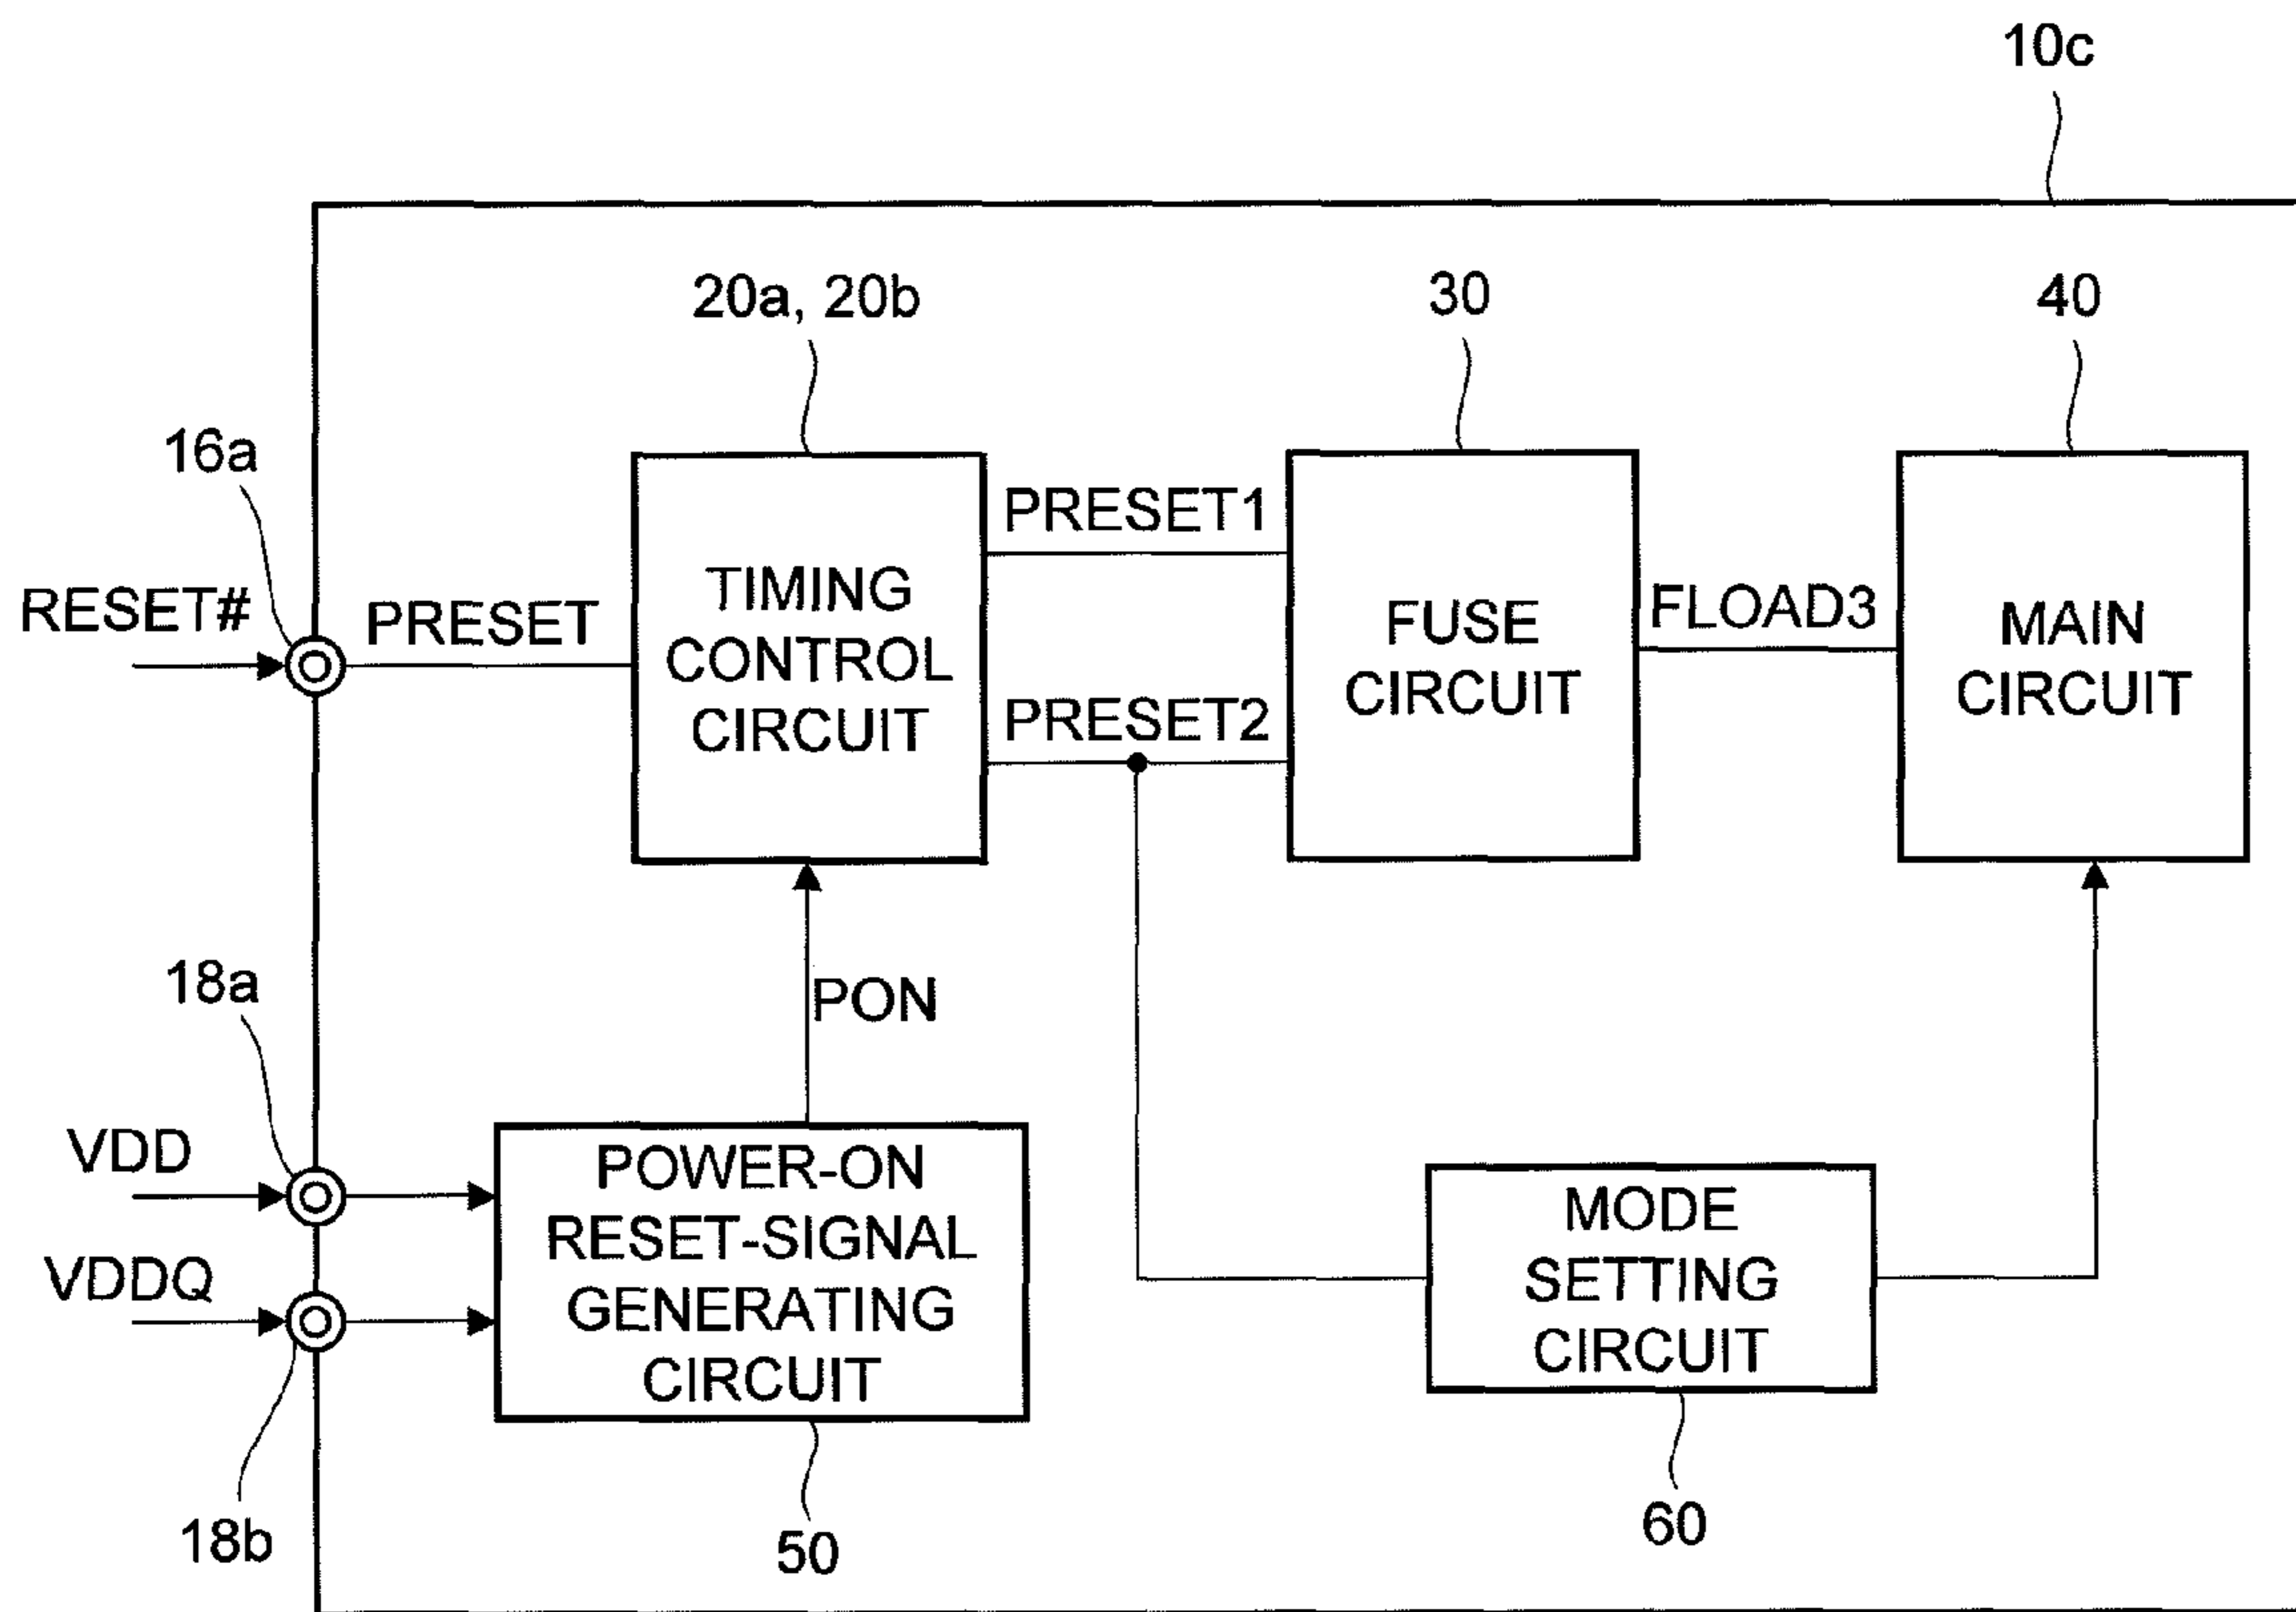 10c
20a, 20b
30
40
16a
RESET#
PRESET
TIMING
CONTROL
CIRCUIT
PRESET1
PRESET2
FUSE
CIRCUIT
FLOAD3
MAIN
CIRCUIT
PON
18a
VDD
VDDQ
18b
POWER-ON
RESET-SIGNAL
GENERATING
CIRCUIT
50
MODE
SETTING
CIRCUIT
60